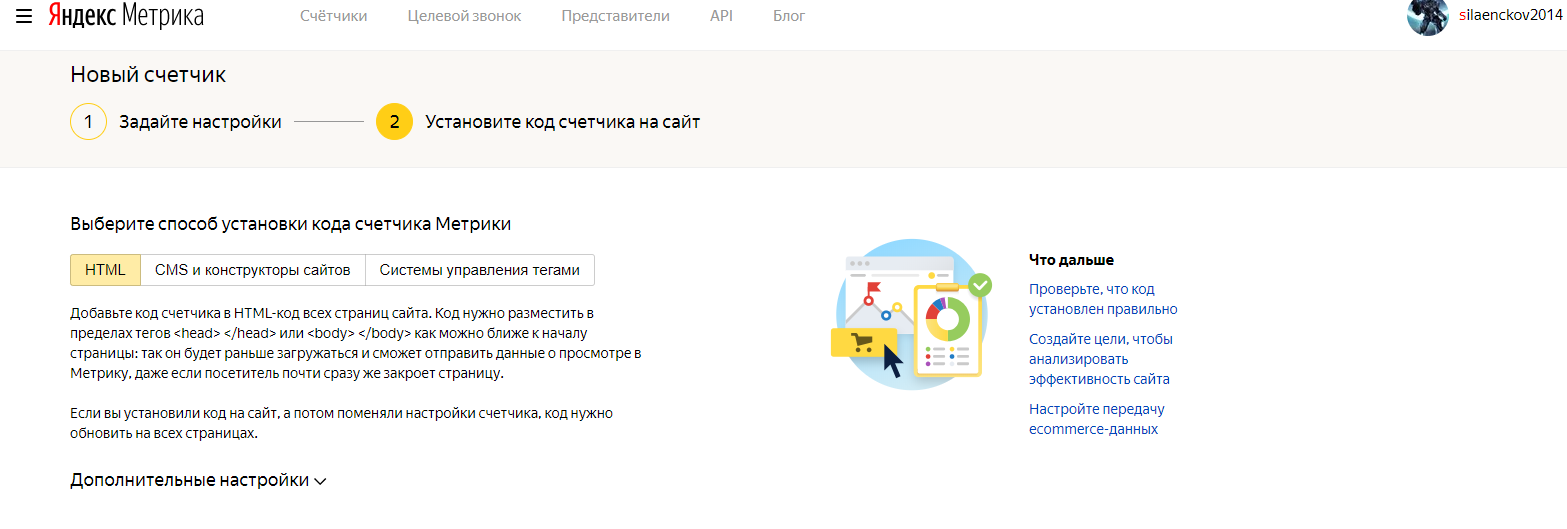 Яндекс Метрика Счётчики Целевой звонок Представители API Блог silaenckov2014
Новый счетчик
1 Задайте настройки 2 Установите код счетчика на сайт
Выберите способ установки кода счетчика Метрики
HTML CMS и конструкторы сайтов Системы управления тегами
Добавьте код счетчика в HTML-код всех страниц сайта. Код нужно разместить в
пределах тегов <head> </head> или <body> </body> как можно ближе к началу
страницы: так он будет раньше загружаться и сможет отправить данные о просмотре в
Метрику, даже если посетитель почти сразу же закроет страницу.
Если вы установили код на сайт, а потом поменяли настройки счетчика, код нужно
обновить на всех страницах.
Дополнительные настройки
Что дальше
Проверьте, что код
установлен правильно
Создайте цели, чтобы
анализировать
эффективность сайта
Настройте передачу
ecommerce-данных